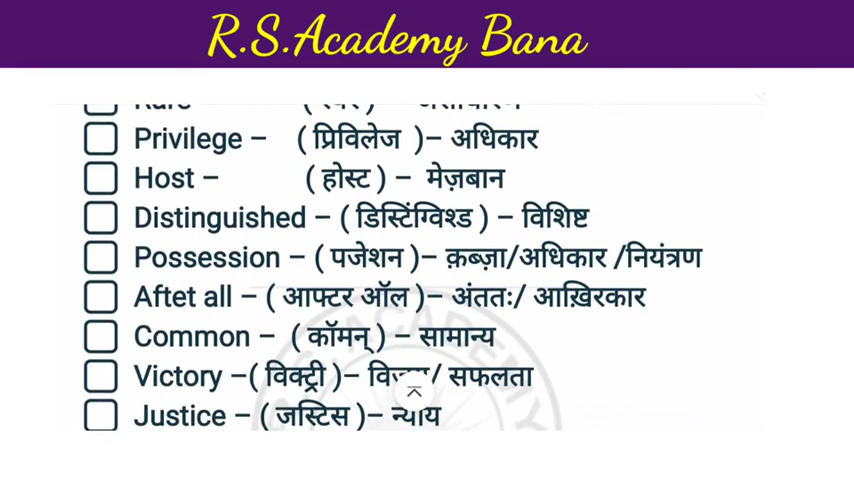 R.S.Academy Bana
Privilege – ( प्रिविलेज )– अधिकार
Host – ( होस्ट ) – मेज़बान
Distinguished – ( डिस्टिंग्विश्ड ) – विशिष्ट
Possession – ( पजेशन )– क़ब्ज़ा/अधिकार /नियंत्रण
Aftet all – ( आफ्टर ऑल )– अंततः/ आख़िरकार
Common – ( कॉमन् ) – सामान्य
Victory –( विक्ट्री )– / सफलता
Justice – ( जस्टिस )– न्याय